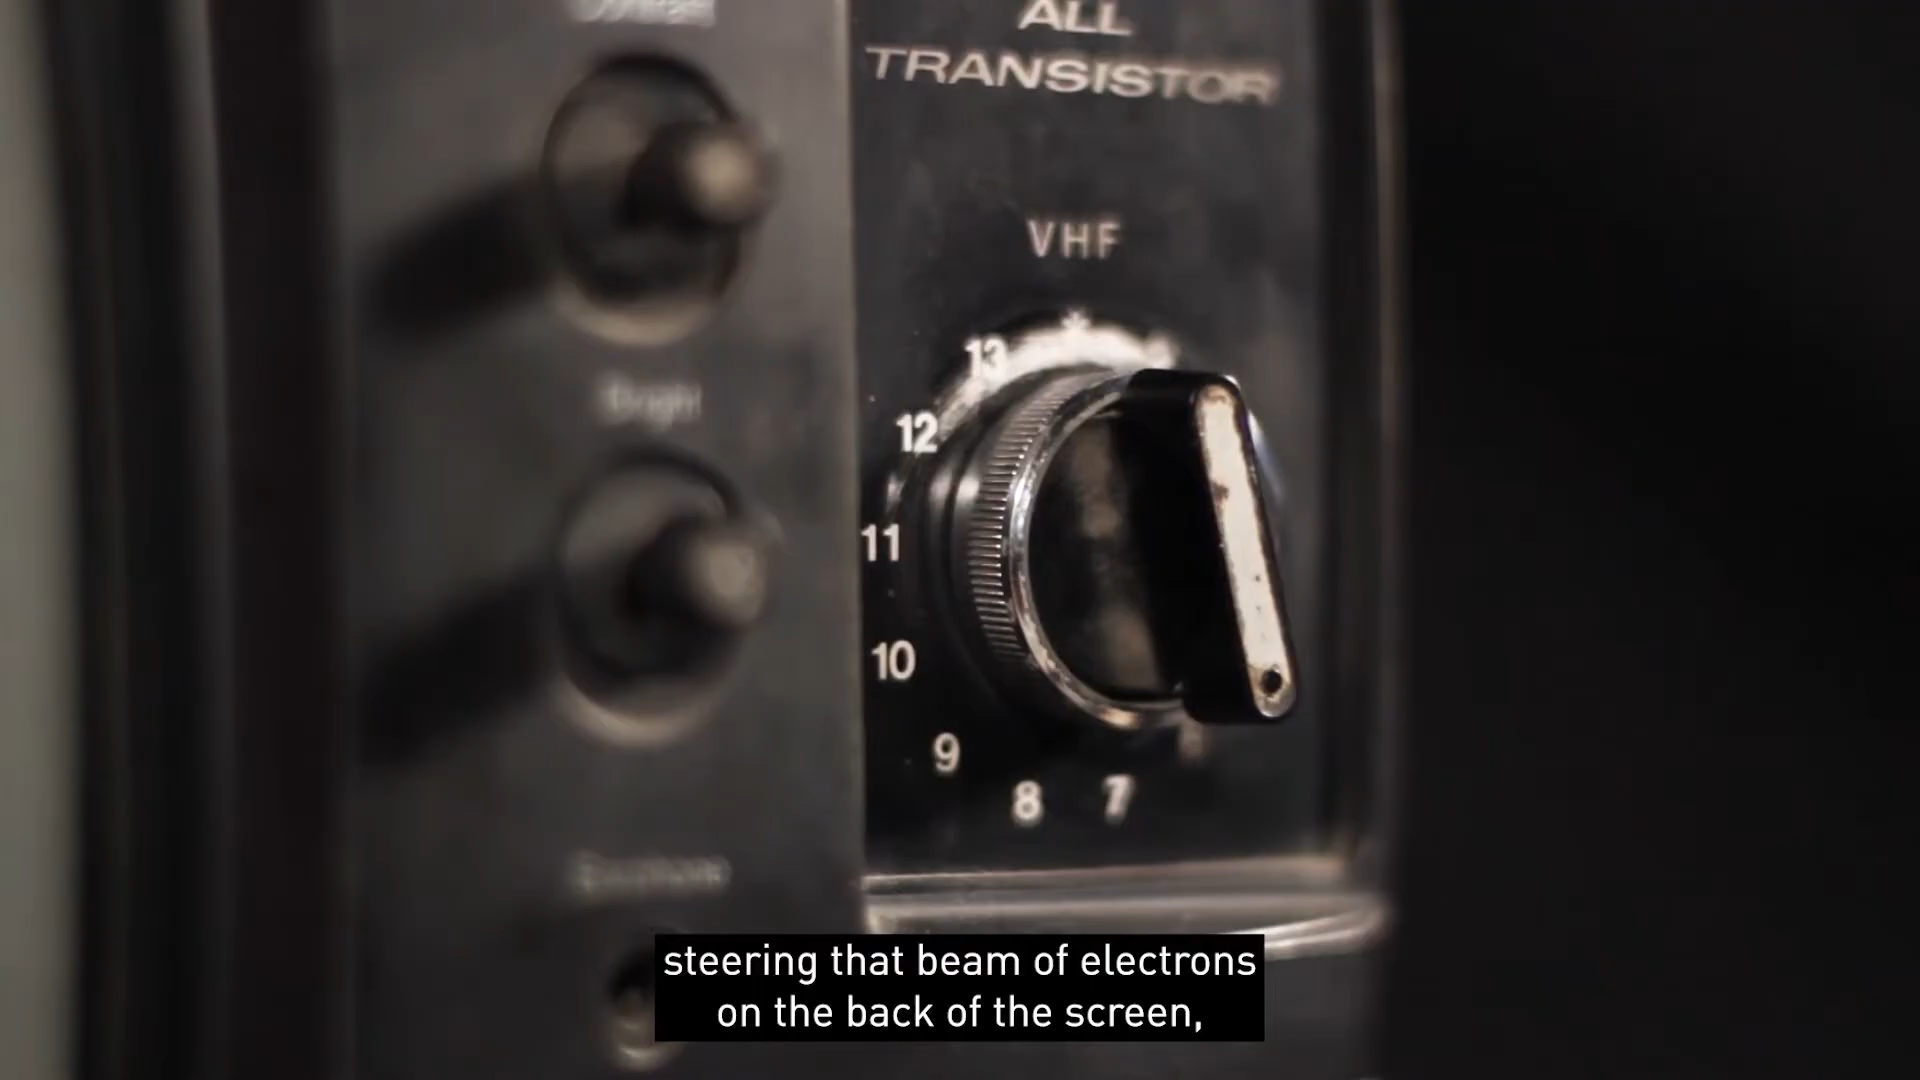 ALL
TRANSISTOR
VHF
13
12
11
10
9
8
7
Bright
steering that beam of electrons
on the back of the screen,